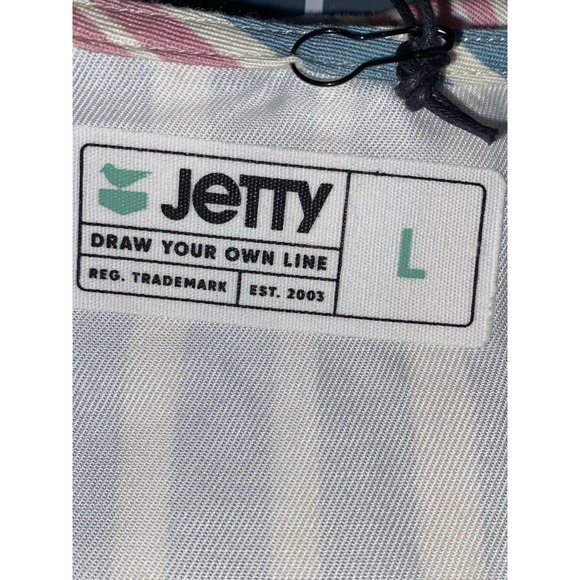 JeTTY
DRAW YOUR OWN LINE
REG. TRADEMARK EST. 2003
L